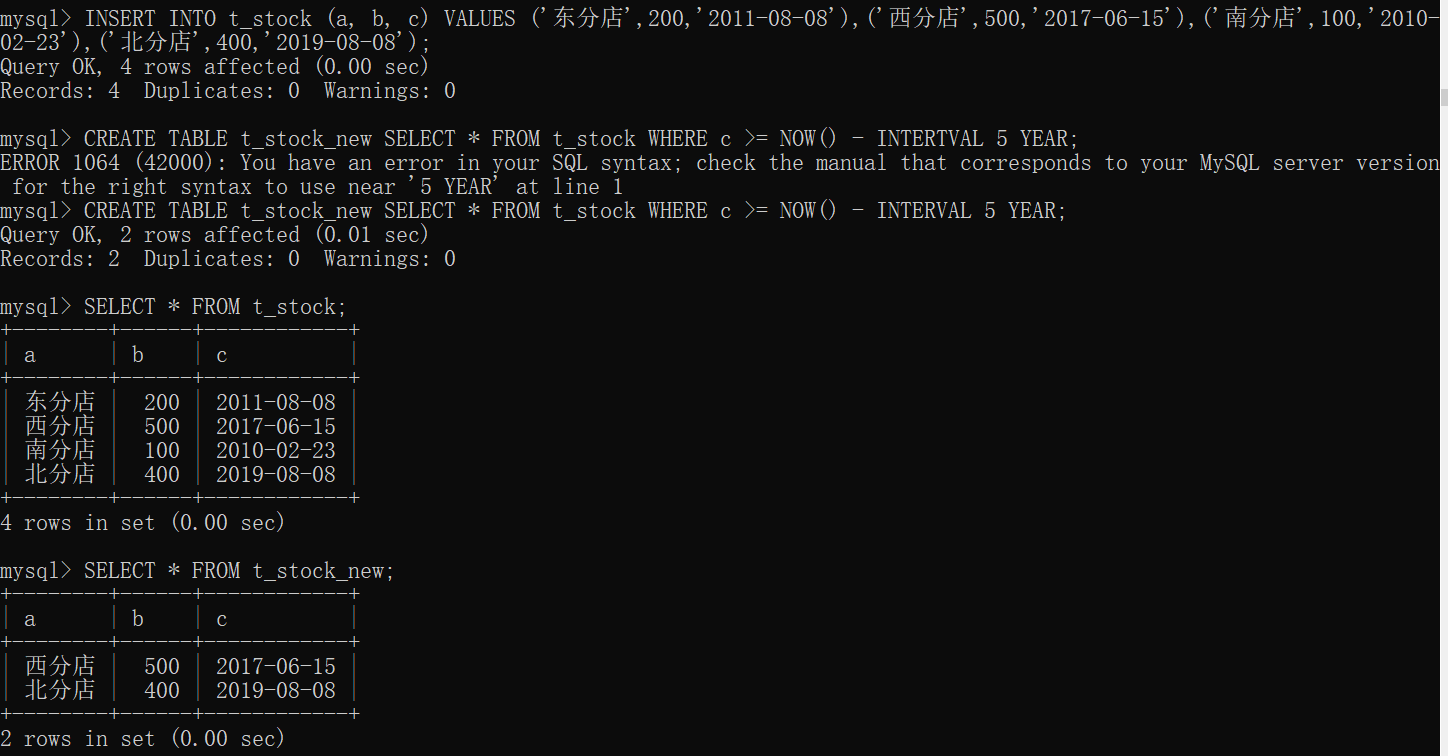 mysql> INSERT INTO t_stock (a, b, c) VALUES ('东分店',200,'2011-08-08'),('西分店',500,'2017-06-15'),('南分店',100,'2010-
02-23'),('北分店',400,'2019-08-08');
Query OK, 4 rows affected (0.00 sec)
Records: 4  Duplicates: 0  Warnings: 0
mysql> CREATE TABLE t_stock_new SELECT * FROM t_stock WHERE c >= NOW() - INTERTVAL 5 YEAR;
ERROR 1064 (42000): You have an error in your SQL syntax; check the manual that corresponds to your MySQL server version
 for the right syntax to use near '5 YEAR' at line 1
mysql> CREATE TABLE t_stock_new SELECT * FROM t_stock WHERE c >= NOW() - INTERVAL 5 YEAR;
Query OK, 2 rows affected (0.01 sec)
Records: 2  Duplicates: 0  Warnings: 0
mysql> SELECT * FROM t_stock;
+--------+------+------------+
| a      | b    | c          |
+--------+------+------------+
| 东分店 |  200 | 2011-08-08 |
| 西分店 |  500 | 2017-06-15 |
| 南分店 |  100 | 2010-02-23 |
| 北分店 |  400 | 2019-08-08 |
+--------+------+------------+
4 rows in set (0.00 sec)
mysql> SELECT * FROM t_stock_new;
+--------+------+------------+
| a      | b    | c          |
+--------+------+------------+
| 西分店 |  500 | 2017-06-15 |
| 北分店 |  400 | 2019-08-08 |
+--------+------+------------+
2 rows in set (0.00 sec)